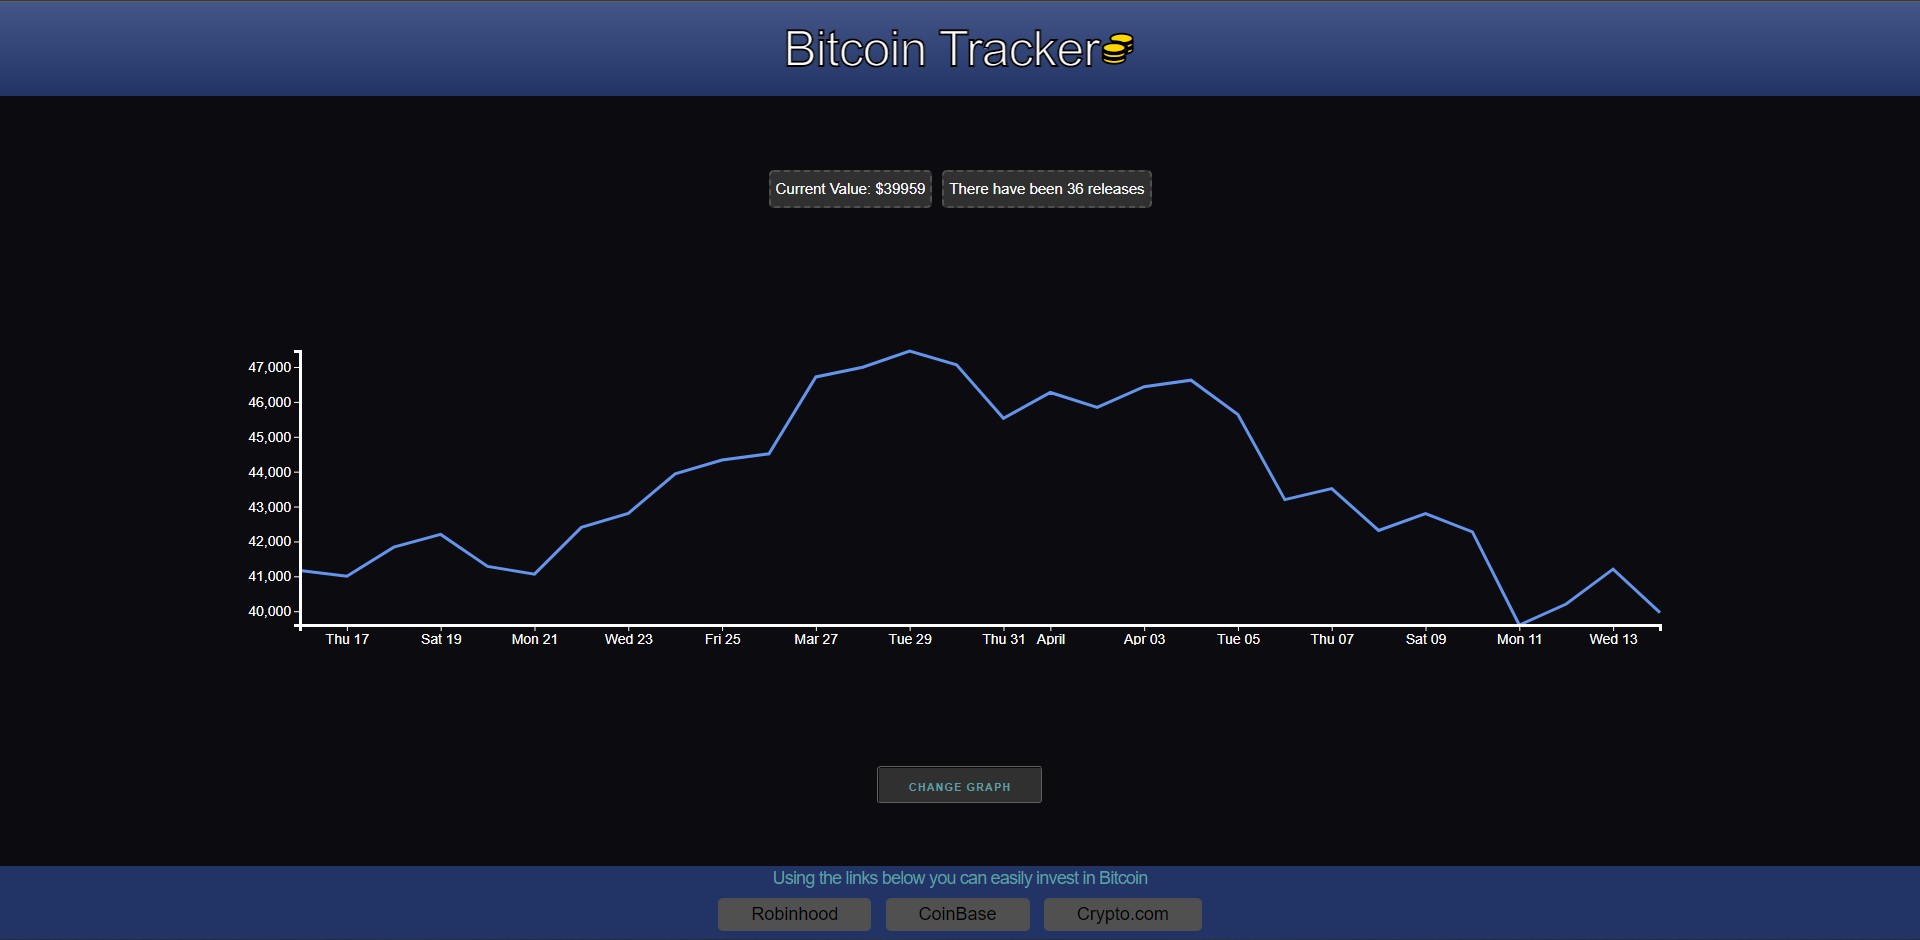 Bitcoin Tracker
Current Value: $39959
There have been 36 releases
47,000
46,000
45,000
44,000
43,000
42,000
41,000
40,000
Thu 17 Sat 19 Mon 21 Wed 23 Fri 25 Mar 27 Tue 29 Thu 31 April Apr 03 Tue 05 Thu 07 Sat 09 Mon 11 Wed 13
CHANGE GRAPH
Using the links below you can easily invest in Bitcoin
Robinhood CoinBase Crypto.com